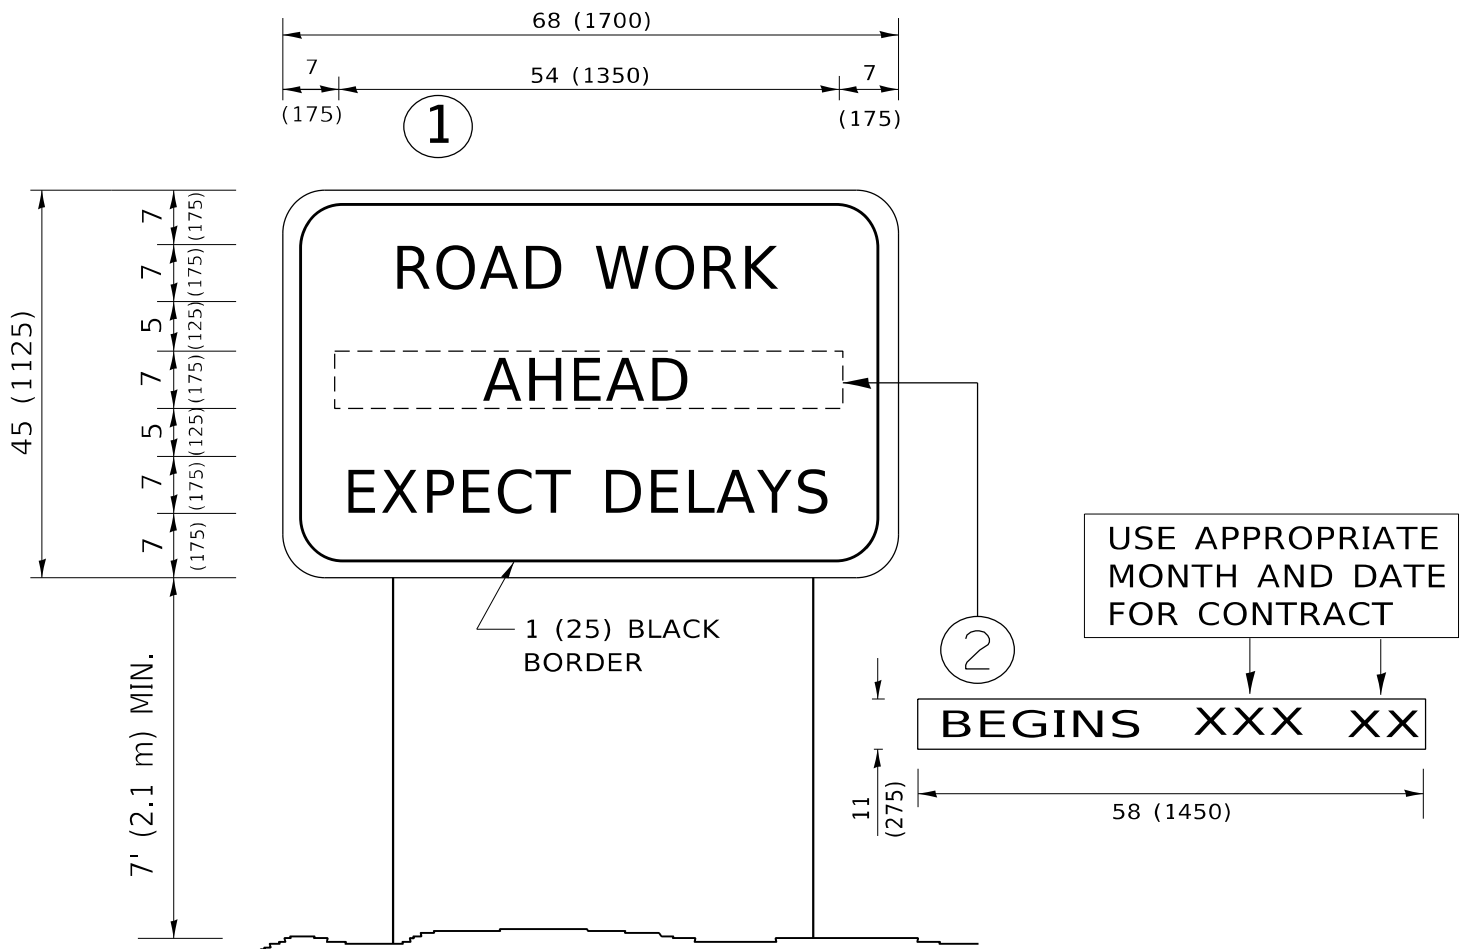 68 (1700)
7
54 (1350)
7
(175)
(175)
1
7
(175)
7
(175)
5
(125)
7
(175)
5
(125)
7
(175)
7
(175)
45 (1125)
ROAD WORK
AHEAD
EXPECT DELAYS
1 (25) BLACK
BORDER
7' (2.1 m) MIN.
USE APPROPRIATE
MONTH AND DATE
FOR CONTRACT
2
BEGINS XXX XX
11
(275)
58 (1450)